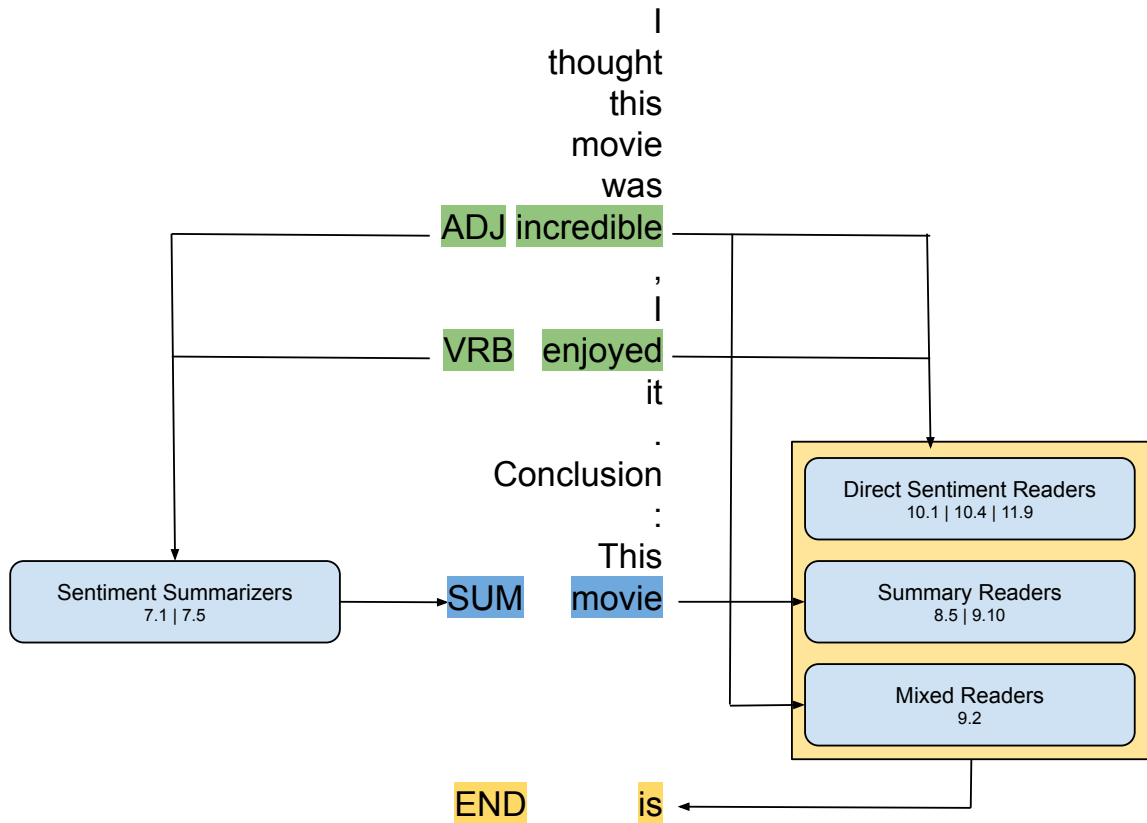 I
thought
this
movie
was
ADJ incredible
,
I
VRB enjoyed
it
.
Conclusion
:
This
SUM movie
Sentiment Summarizers
7.1 | 7.5
Direct Sentiment Readers
10.1 | 10.4 | 11.9
Summary Readers
8.5 | 9.10
Mixed Readers
9.2
END is